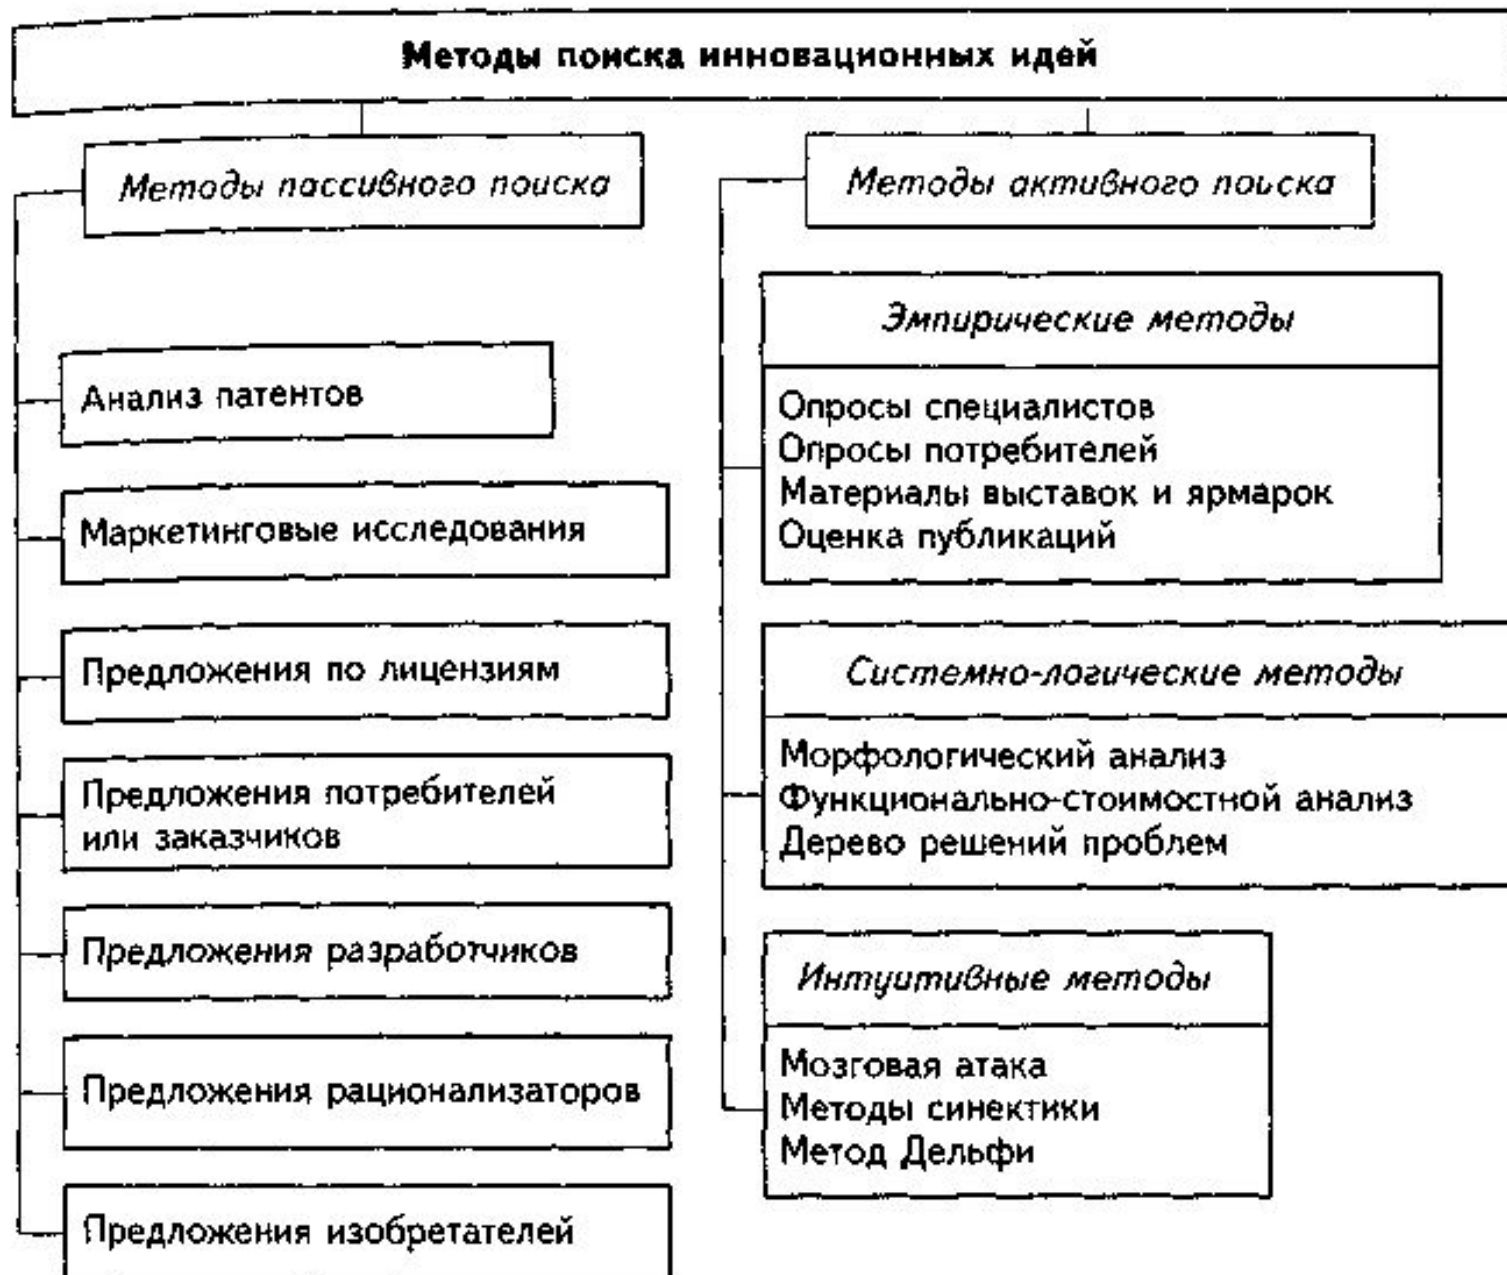 Методы поиска инновационных идей
Методы пассивного поиска
Анализ патентов
Маркетинговые исследования
Предложения по лицензиям
Предложения потребителей
или заказчиков
Предложения разработчиков
Предложения рационализаторов
Предложения изобретателей
Методы активного поиска
Эмпирические методы
Опросы специалистов
Опросы потребителей
Материалы выставок и ярмарок
Оценка публикаций
Системно-логические методы
Морфологический анализ
Функционально-стоимостной анализ
Дерево решений проблем
Интуитивные методы
Мозговая атака
Методы синектики
Метод Дельфи